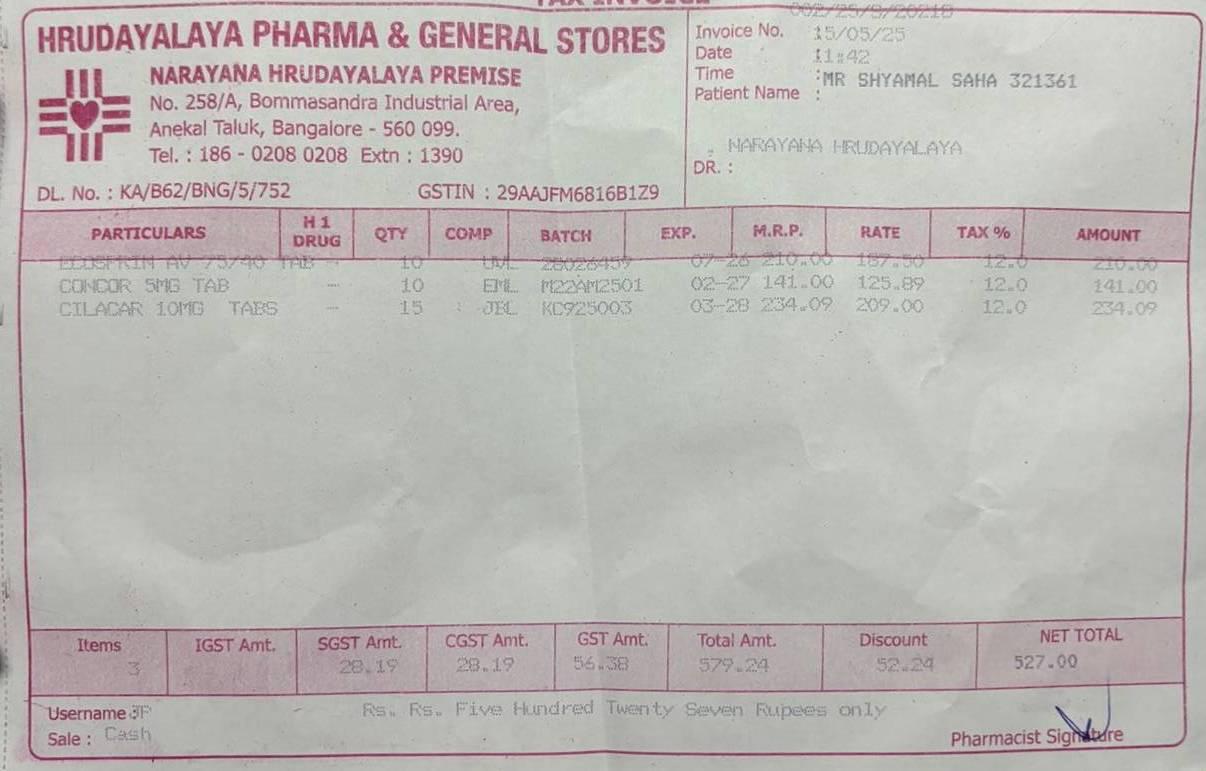 TAX INVOICE
HRUDAYALAYA PHARMA & GENERAL STORES
NARAYANA HRUDAYALAYA PREMISE
No. 258/A, Bommasandra Industrial Area,
Anekal Taluk, Bangalore - 560 099.
Tel. : 186 - 0208 0208 Extn : 1390
DL. No. : KA/B62/BNG/5/752 GSTIN : 29AAJFM6816B1Z9
Invoice No. 15/05/25
Date 11:42
Time :MR SHYAMAL SAHA 321361
Patient Name :
. NARAYANA HRUDAYALAYA
DR. :
PARTICULARS H 1 DRUG QTY COMP BATCH EXP. M.R.P. RATE TAX % AMOUNT
ECOSPRIN AV 75/40 TAB - 10 UML 28026459 07-26 210.00 187.50 12.0 210.00
CONCOR 5MG TAB -- 10 EML M22AM2501 02-27 141.00 125.89 12.0 141.00
CILACAR 10MG TABS -- 15 : JBL KC925003 03-28 234.09 209.00 12.0 234.09
Items IGST Amt. SGST Amt. CGST Amt. GST Amt. Total Amt. Discount NET TOTAL
3 28.19 28.19 56.38 579.24 52.24 527.00
Username JP Rs. Rs. Five Hundred Twenty Seven Rupees only
Sale : Cash
Pharmacist Signature